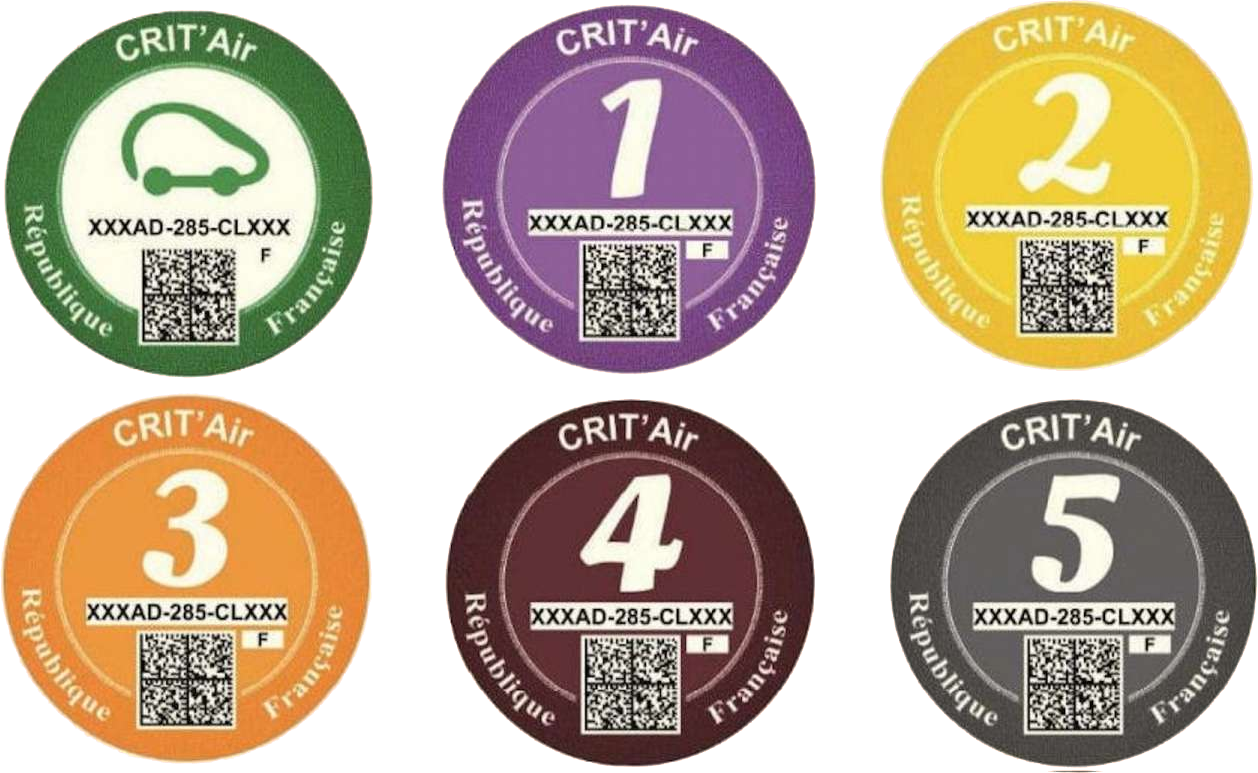 CRIT'Air
XXXAD-285-CLXXX
F
République Française
CRIT'Air
1
XXXAD-285-CLXXX
F
République Française
CRIT'Air
2
XXXAD-285-CLXXX
F
République Française
CRIT'Air
3
XXXAD-285-CLXXX
F
République Française
CRIT'Air
4
XXXAD-285-CLXXX
F
République Française
CRIT'Air
5
XXXAD-285-CLXXX
F
République Française